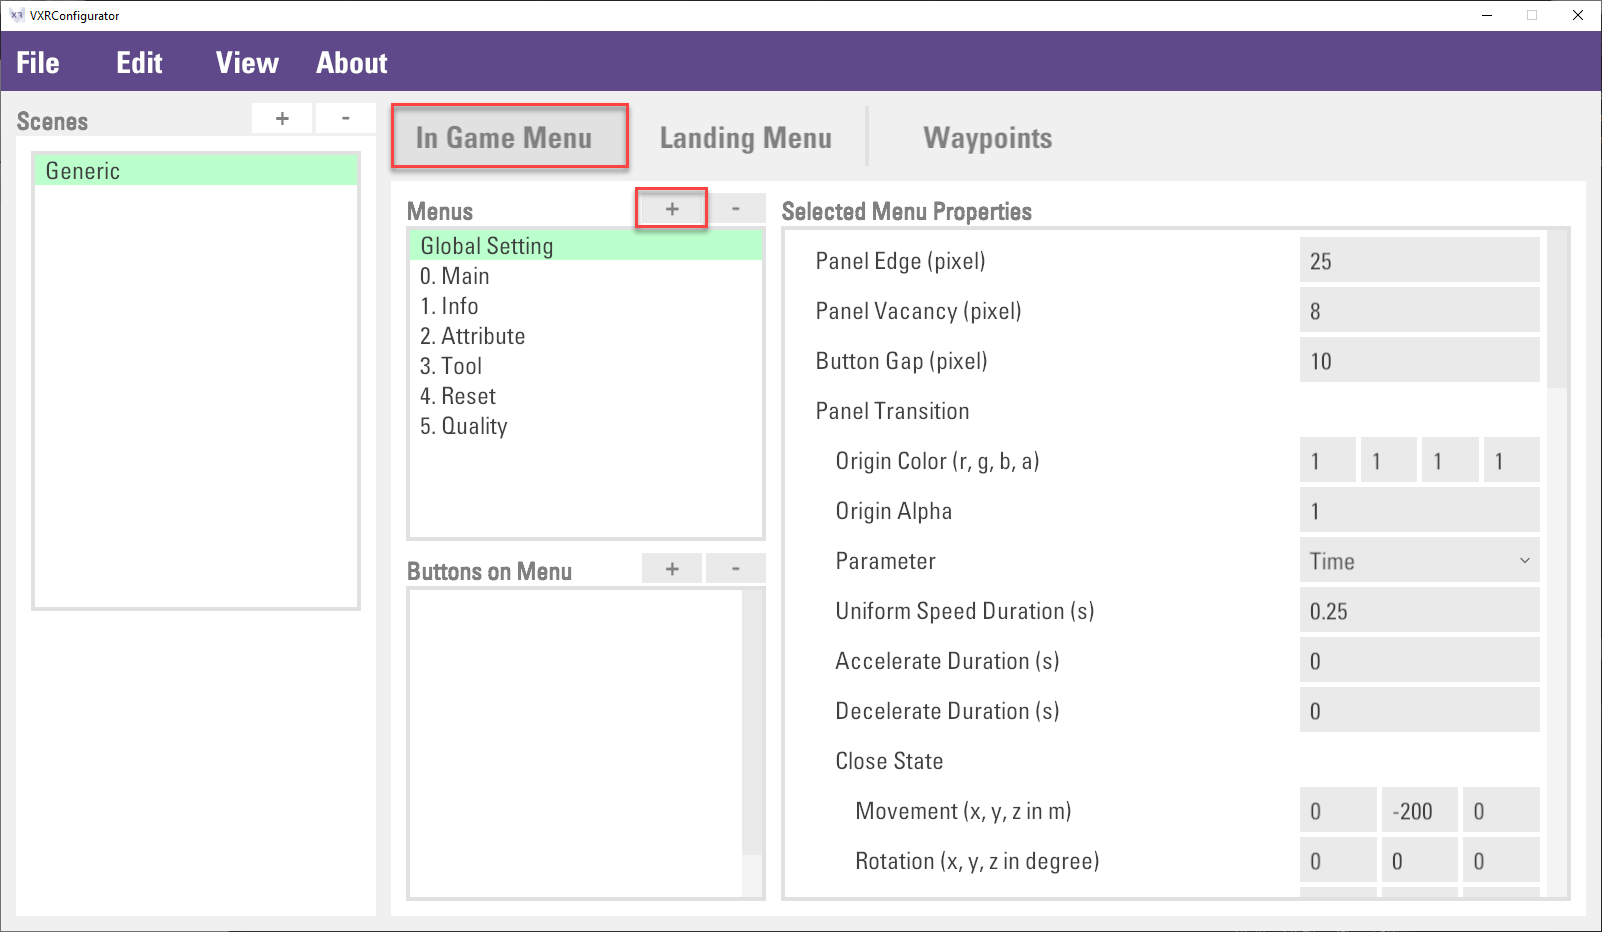 VXRConfigurator
File Edit View About
Scenes + -
Generic
In Game Menu Landing Menu Waypoints
Menus + -
Global Setting
0. Main
1. Info
2. Attribute
3. Tool
4. Reset
5. Quality
Buttons on Menu + -
Selected Menu Properties
Panel Edge (pixel) 25
Panel Vacancy (pixel) 8
Button Gap (pixel) 10
Panel Transition
Origin Color (r, g, b, a) 1 1 1 1
Origin Alpha 1
Parameter Time
Uniform Speed Duration (s) 0.25
Accelerate Duration (s) 0
Decelerate Duration (s) 0
Close State
Movement (x, y, z in m) 0 -200 0
Rotation (x, y, z in degree) 0 0 0